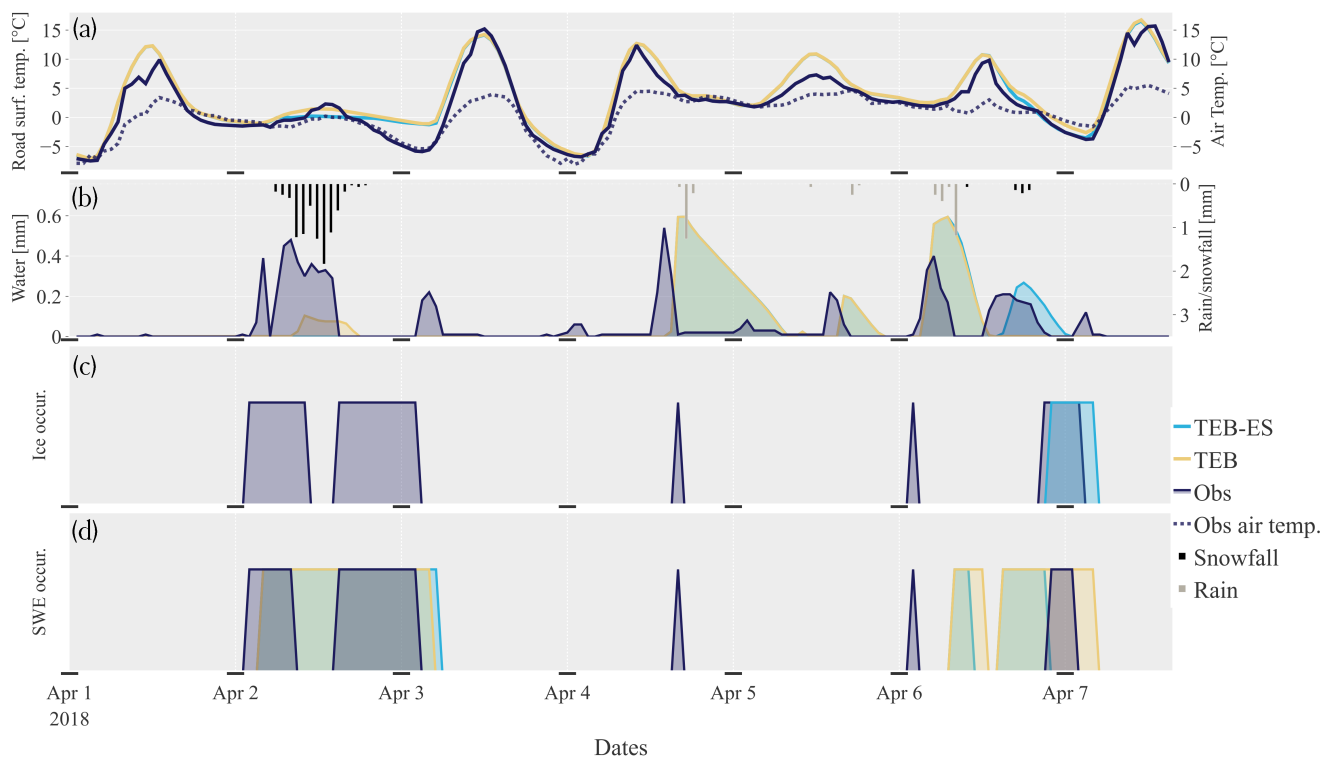 (a)
Road surf. temp. [°C]
15
10
5
0
−5
15
10
5
0
−5
Air Temp. [°C]
(b)
Water [mm]
0.6
0.4
0.2
0
0
1
2
3
Rain/snowfall [mm]
(c)
Ice occur.
(d)
SWE occur.
TEB-ES
TEB
Obs
Obs air temp.
Snowfall
Rain
Apr 1
2018
Apr 2
Apr 3
Apr 4
Apr 5
Apr 6
Apr 7
Dates